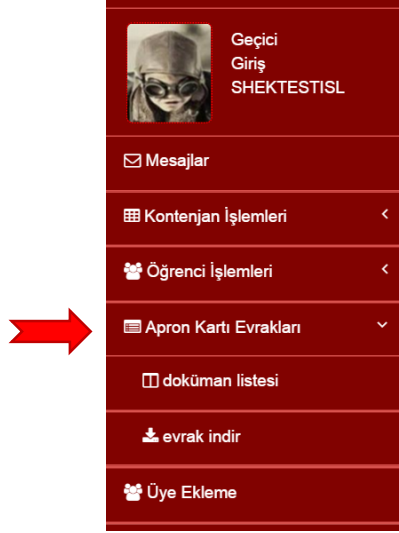 Geçici
Giriş
SHEKTESTISL
Mesajlar
Kontenjan İşlemleri
Öğrenci İşlemleri
Apron Kartı Evrakları
doküman listesi
evrak indir
Üye Ekleme